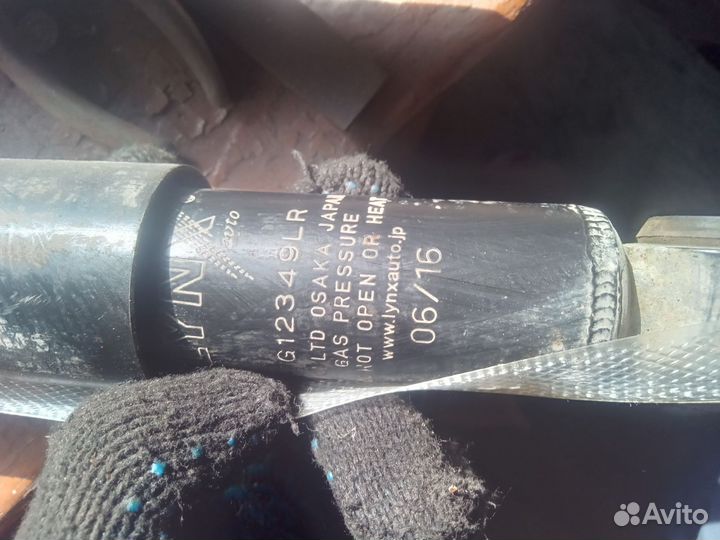 LYNX
auto
G12349LR
LTD OSAKA JAPAN
GAS PRESSURE
NOT OPEN OR HEAT
www.lynxauto.jp
06/16
Avito